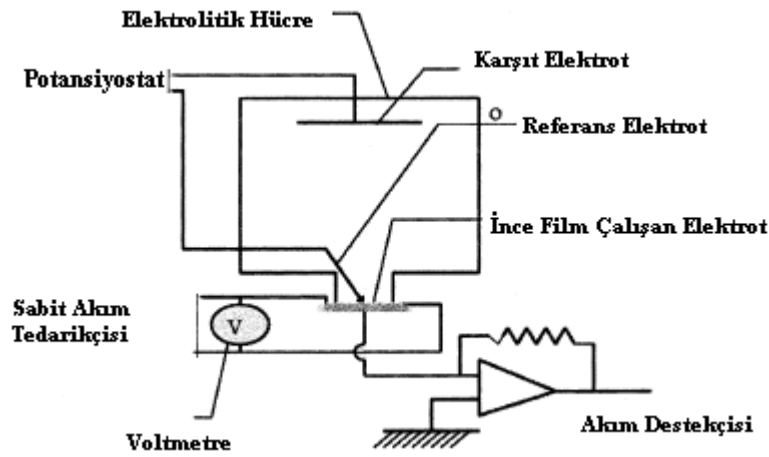 Elektrolitik Hücre
Karşıt Elektrot
Potansiyostat
O
Referans Elektrot
İnce Film Çalışan Elektrot
Sabit Akım
Tedarikçisi
V
Akım Destekçisi
Voltmetre